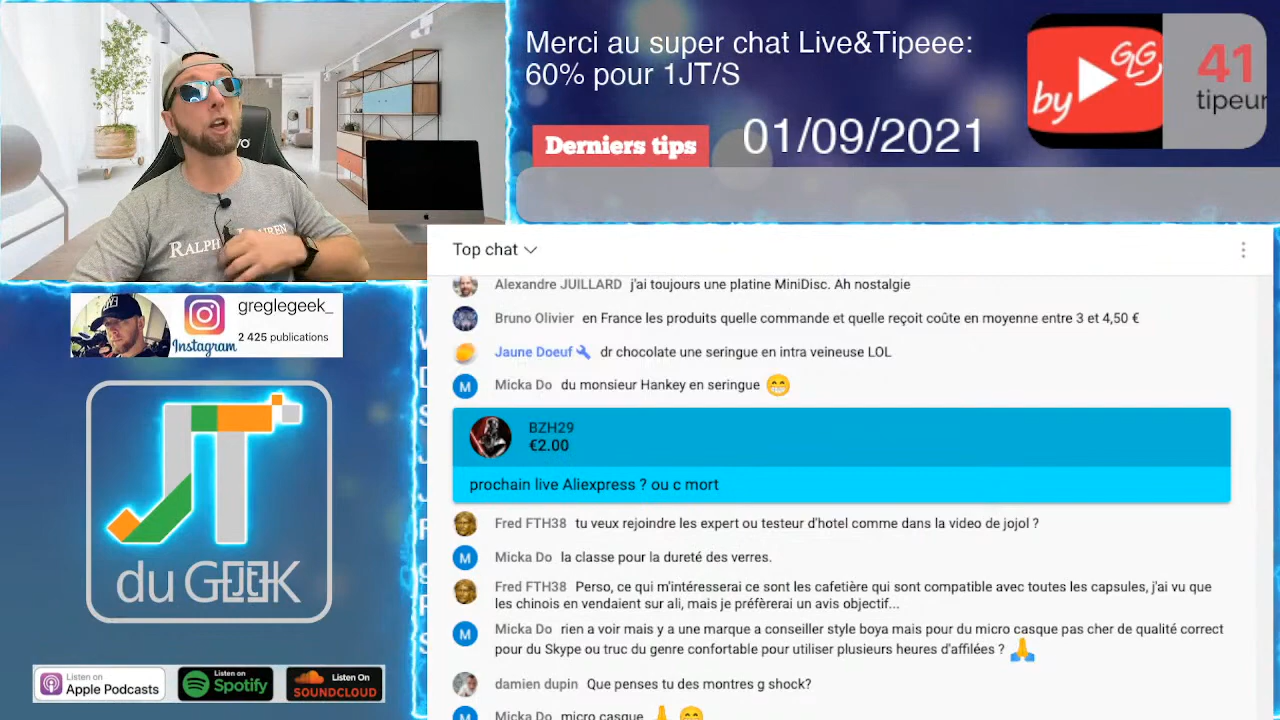 Merci au super chat Live&Tipeee:
60% pour 1JT/S
Derniers tips
01/09/2021
by
GLG
41
tipeur
RALPH LAUREN
Top chat
Alexandre JUILLARD j'ai toujours une platine MiniDisc. Ah nostalgie
Bruno Olivier en France les produits quelle commande et quelle reçoit coûte en moyenne entre 3 et 4,50 €
Jaune Doeuf dr chocolate une seringue en intra veineuse LOL
M Micka Do du monsieur Hankey en seringue 😁
BZH29
€2.00
prochain live Aliexpress ? ou c mort
Fred FTH38 tu veux rejoindre les expert ou testeur d'hotel comme dans la video de jojol ?
M Micka Do la classe pour la dureté des verres.
Fred FTH38 Perso, ce qui m'intéresserai ce sont les cafetière qui sont compatible avec toutes les capsules, j'ai vu que
les chinois en vendaient sur ali, mais je préfèrerai un avis objectif...
M Micka Do rien a voir mais y a une marque a conseiller style boya mais pour du micro casque pas cher de qualité correct
pour du Skype ou truc du genre confortable pour utiliser plusieurs heures d'affilées ? 🙏
damien dupin Que penses tu des montres g shock?
M Micka Do micro casque 🙏 😁
greglegeek_
2 425 publications
Instagram
JT
du GEEK
Listen on
Apple Podcasts
Listen on
Spotify
Listen On
SOUNDCLOUD